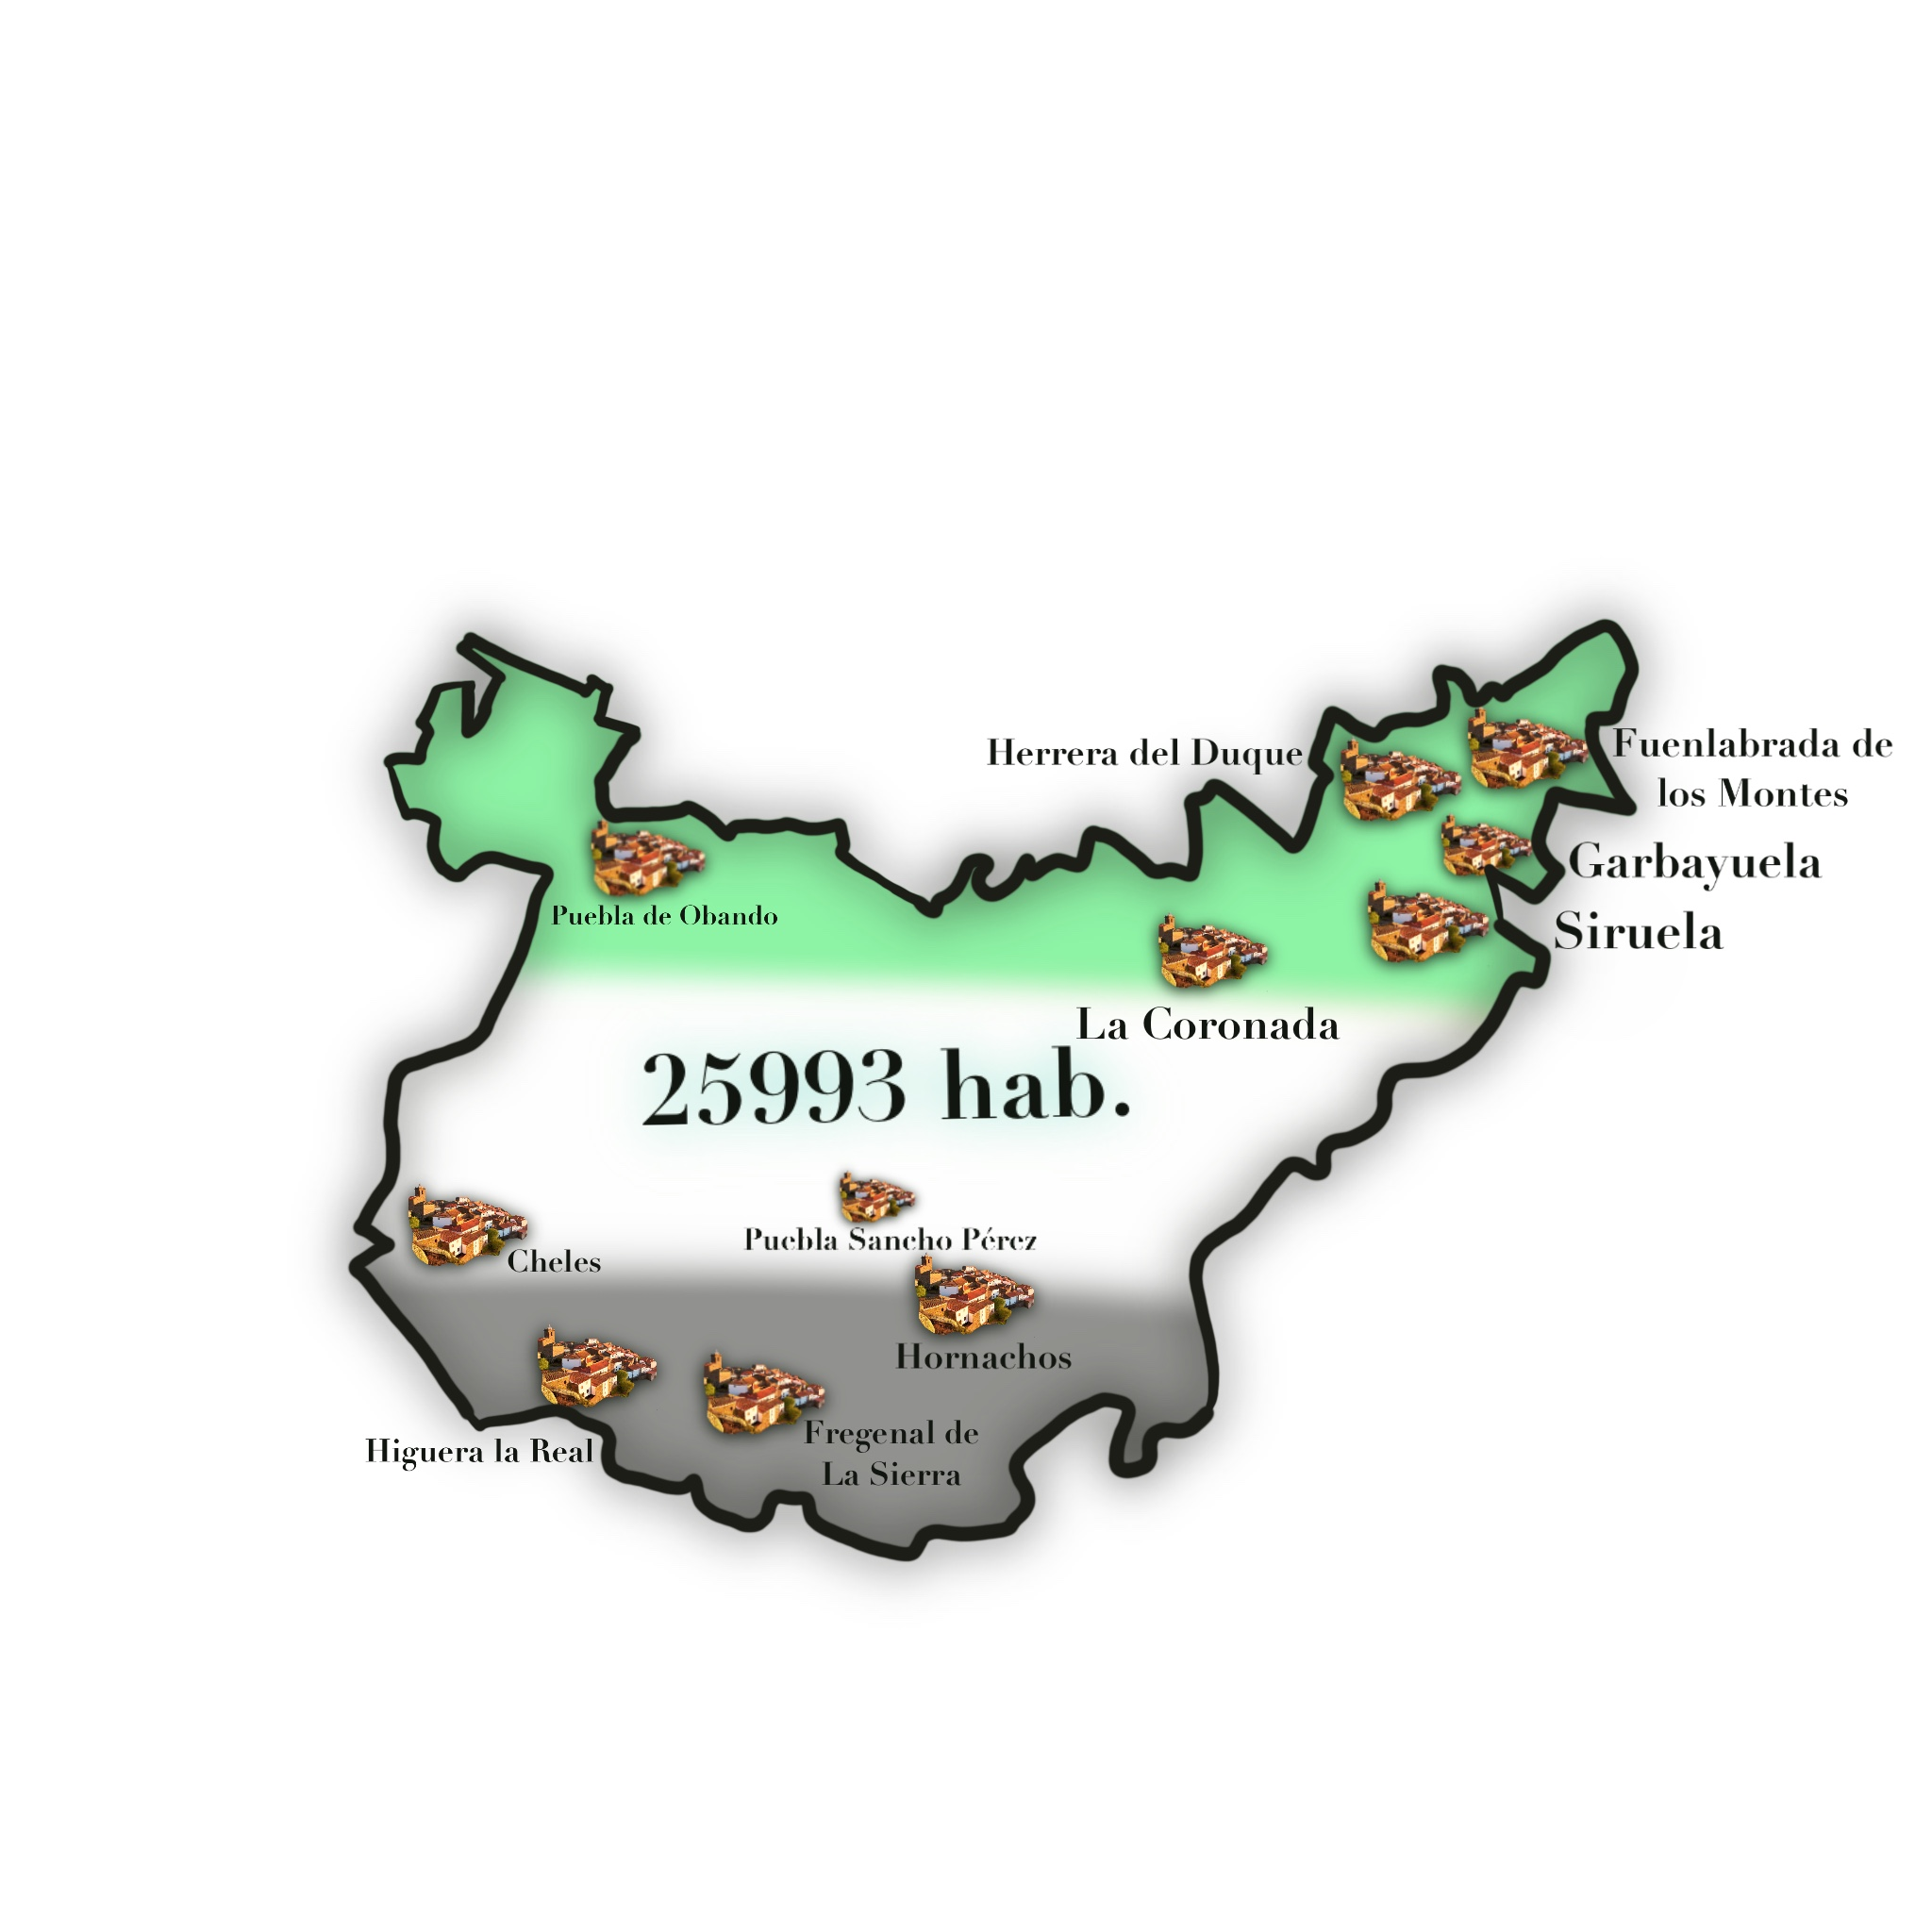 Herrera del Duque
Fuenlabrada de
los Montes
Garbayuela
Siruela
Puebla de Obando
La Coronada
25993 hab.
Puebla Sancho Pérez
Cheles
Hornachos
Higuera la Real
Fregenal de
La Sierra